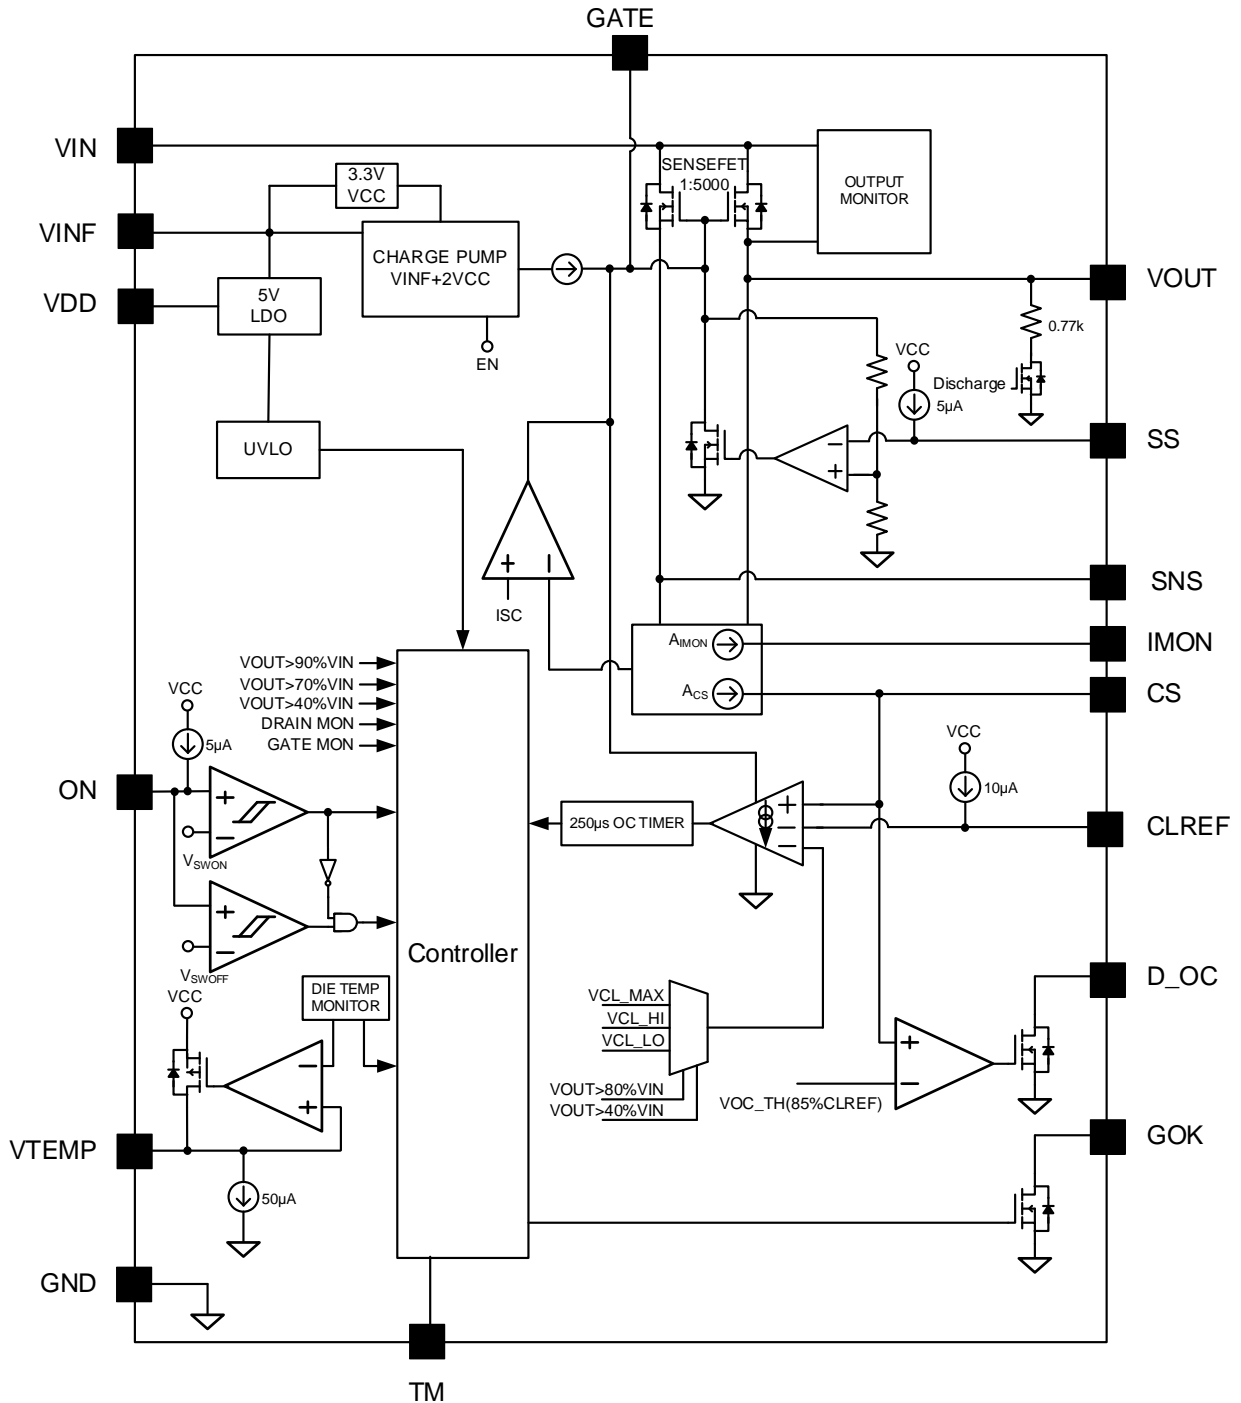 GATE
VIN
SENSEFET
1:5000
OUTPUT
MONITOR
3.3V
VCC
VINF
CHARGE PUMP
VINF+2VCC
VDD
5V
LDO
EN
VOUT
0.77k
VCC
Discharge
5µA
SS
UVLO
+
−
+
−
ISC
SNS
AIMON
IMON
ACS
CS
VOUT>90%VIN
VOUT>70%VIN
VOUT>40%VIN
DRAIN MON
GATE MON
VCC
5µA
VCC
10µA
ON
+
−
VSWON
250µs OC TIMER
+
−
−
CLREF
+
−
VSWOFF
Controller
VCC
DIE TEMP
MONITOR
−
+
VCL_MAX
VCL_HI
VCL_LO
VOUT>80%VIN
VOUT>40%VIN
D_OC
+
−
VOC_TH(85%CLREF)
VTEMP
50µA
GOK
GND
TM